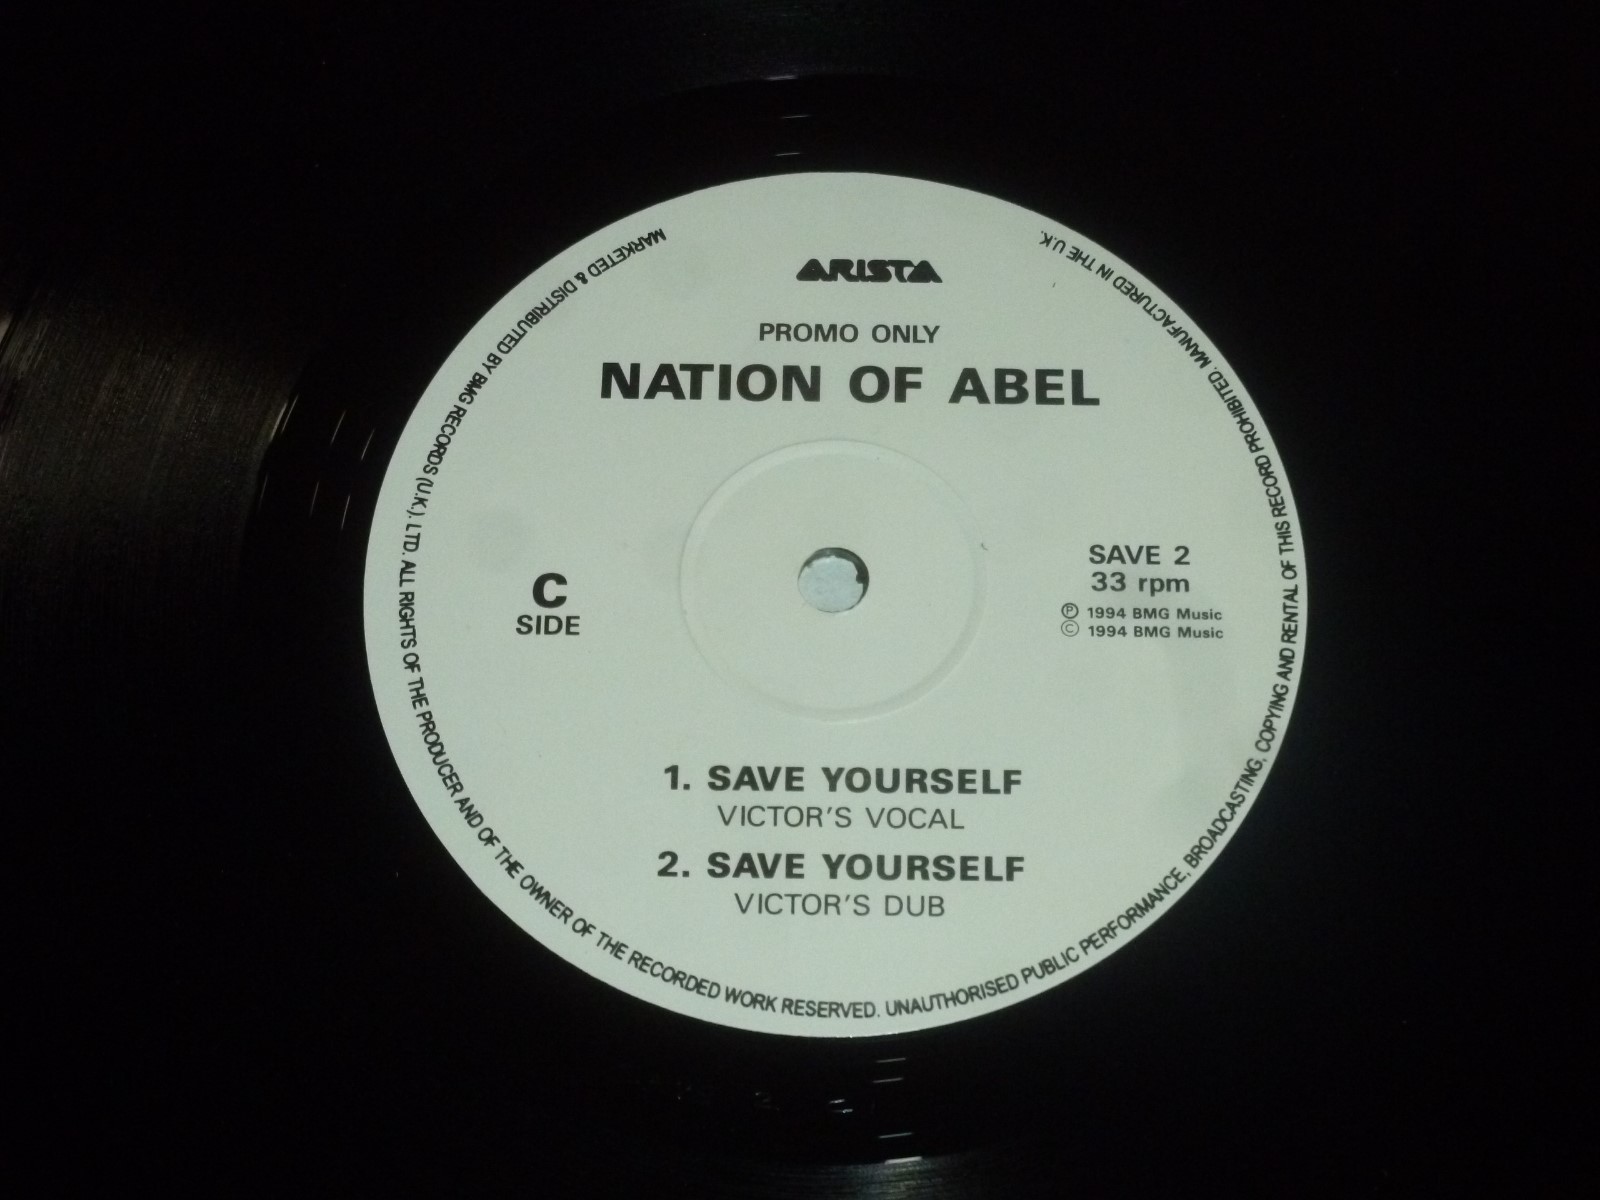 ARISTA
PROMO ONLY
NATION OF ABEL
C
SIDE
SAVE 2
33 rpm
Ⓟ 1994 BMG Music
© 1994 BMG Music
1. SAVE YOURSELF
VICTOR'S VOCAL
2. SAVE YOURSELF
VICTOR'S DUB
MARKETED & DISTRIBUTED BY BMG RECORDS (U.K.). LTD. ALL RIGHTS OF THE PRODUCER AND OF THE OWNER OF THE RECORDED WORK RESERVED. UNAUTHORISED PUBLIC PERFORMANCE, BROADCASTING, COPYING AND RENTAL OF THIS RECORD PROHIBITED. MANUFACTURED IN THE U.K.